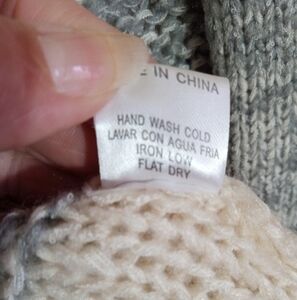 IN CHINA
HAND WASH COLD
LAVAR CON AGUA FRIA
IRON LOW
FLAT DRY